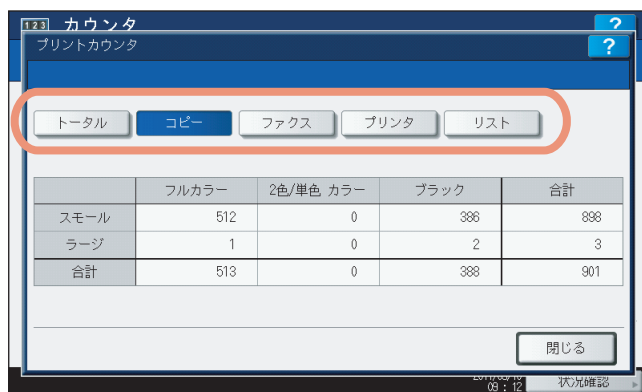 123 カウンタ ?
プリントカウンタ ?
トータル コピー ファクス プリンタ リスト
フルカラー 2色/単色 カラー ブラック 合計
スモール 512 0 386 898
ラージ 1 0 2 3
合計 513 0 388 901
閉じる
09 : 12 状況確認